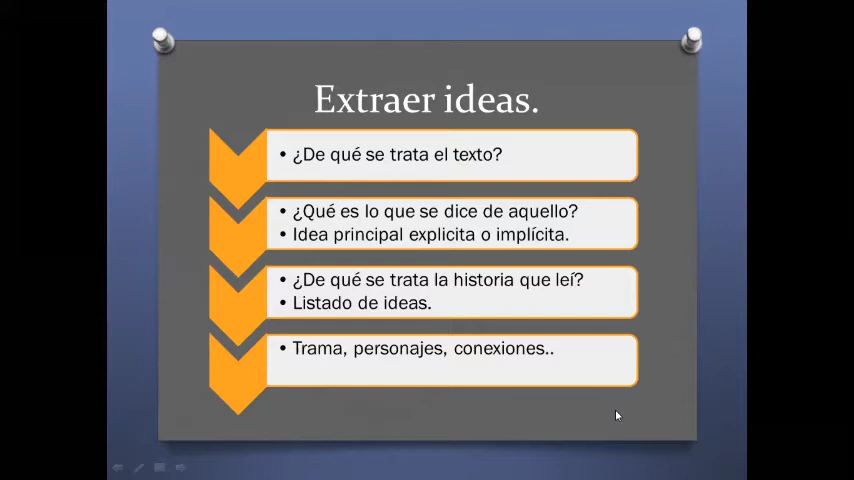 Extraer ideas.
• ¿De qué se trata el texto?
• ¿Qué es lo que se dice de aquello?
• Idea principal explicita o implícita.
• ¿De qué se trata la historia que leí?
• Listado de ideas.
• Trama, personajes, conexiones..